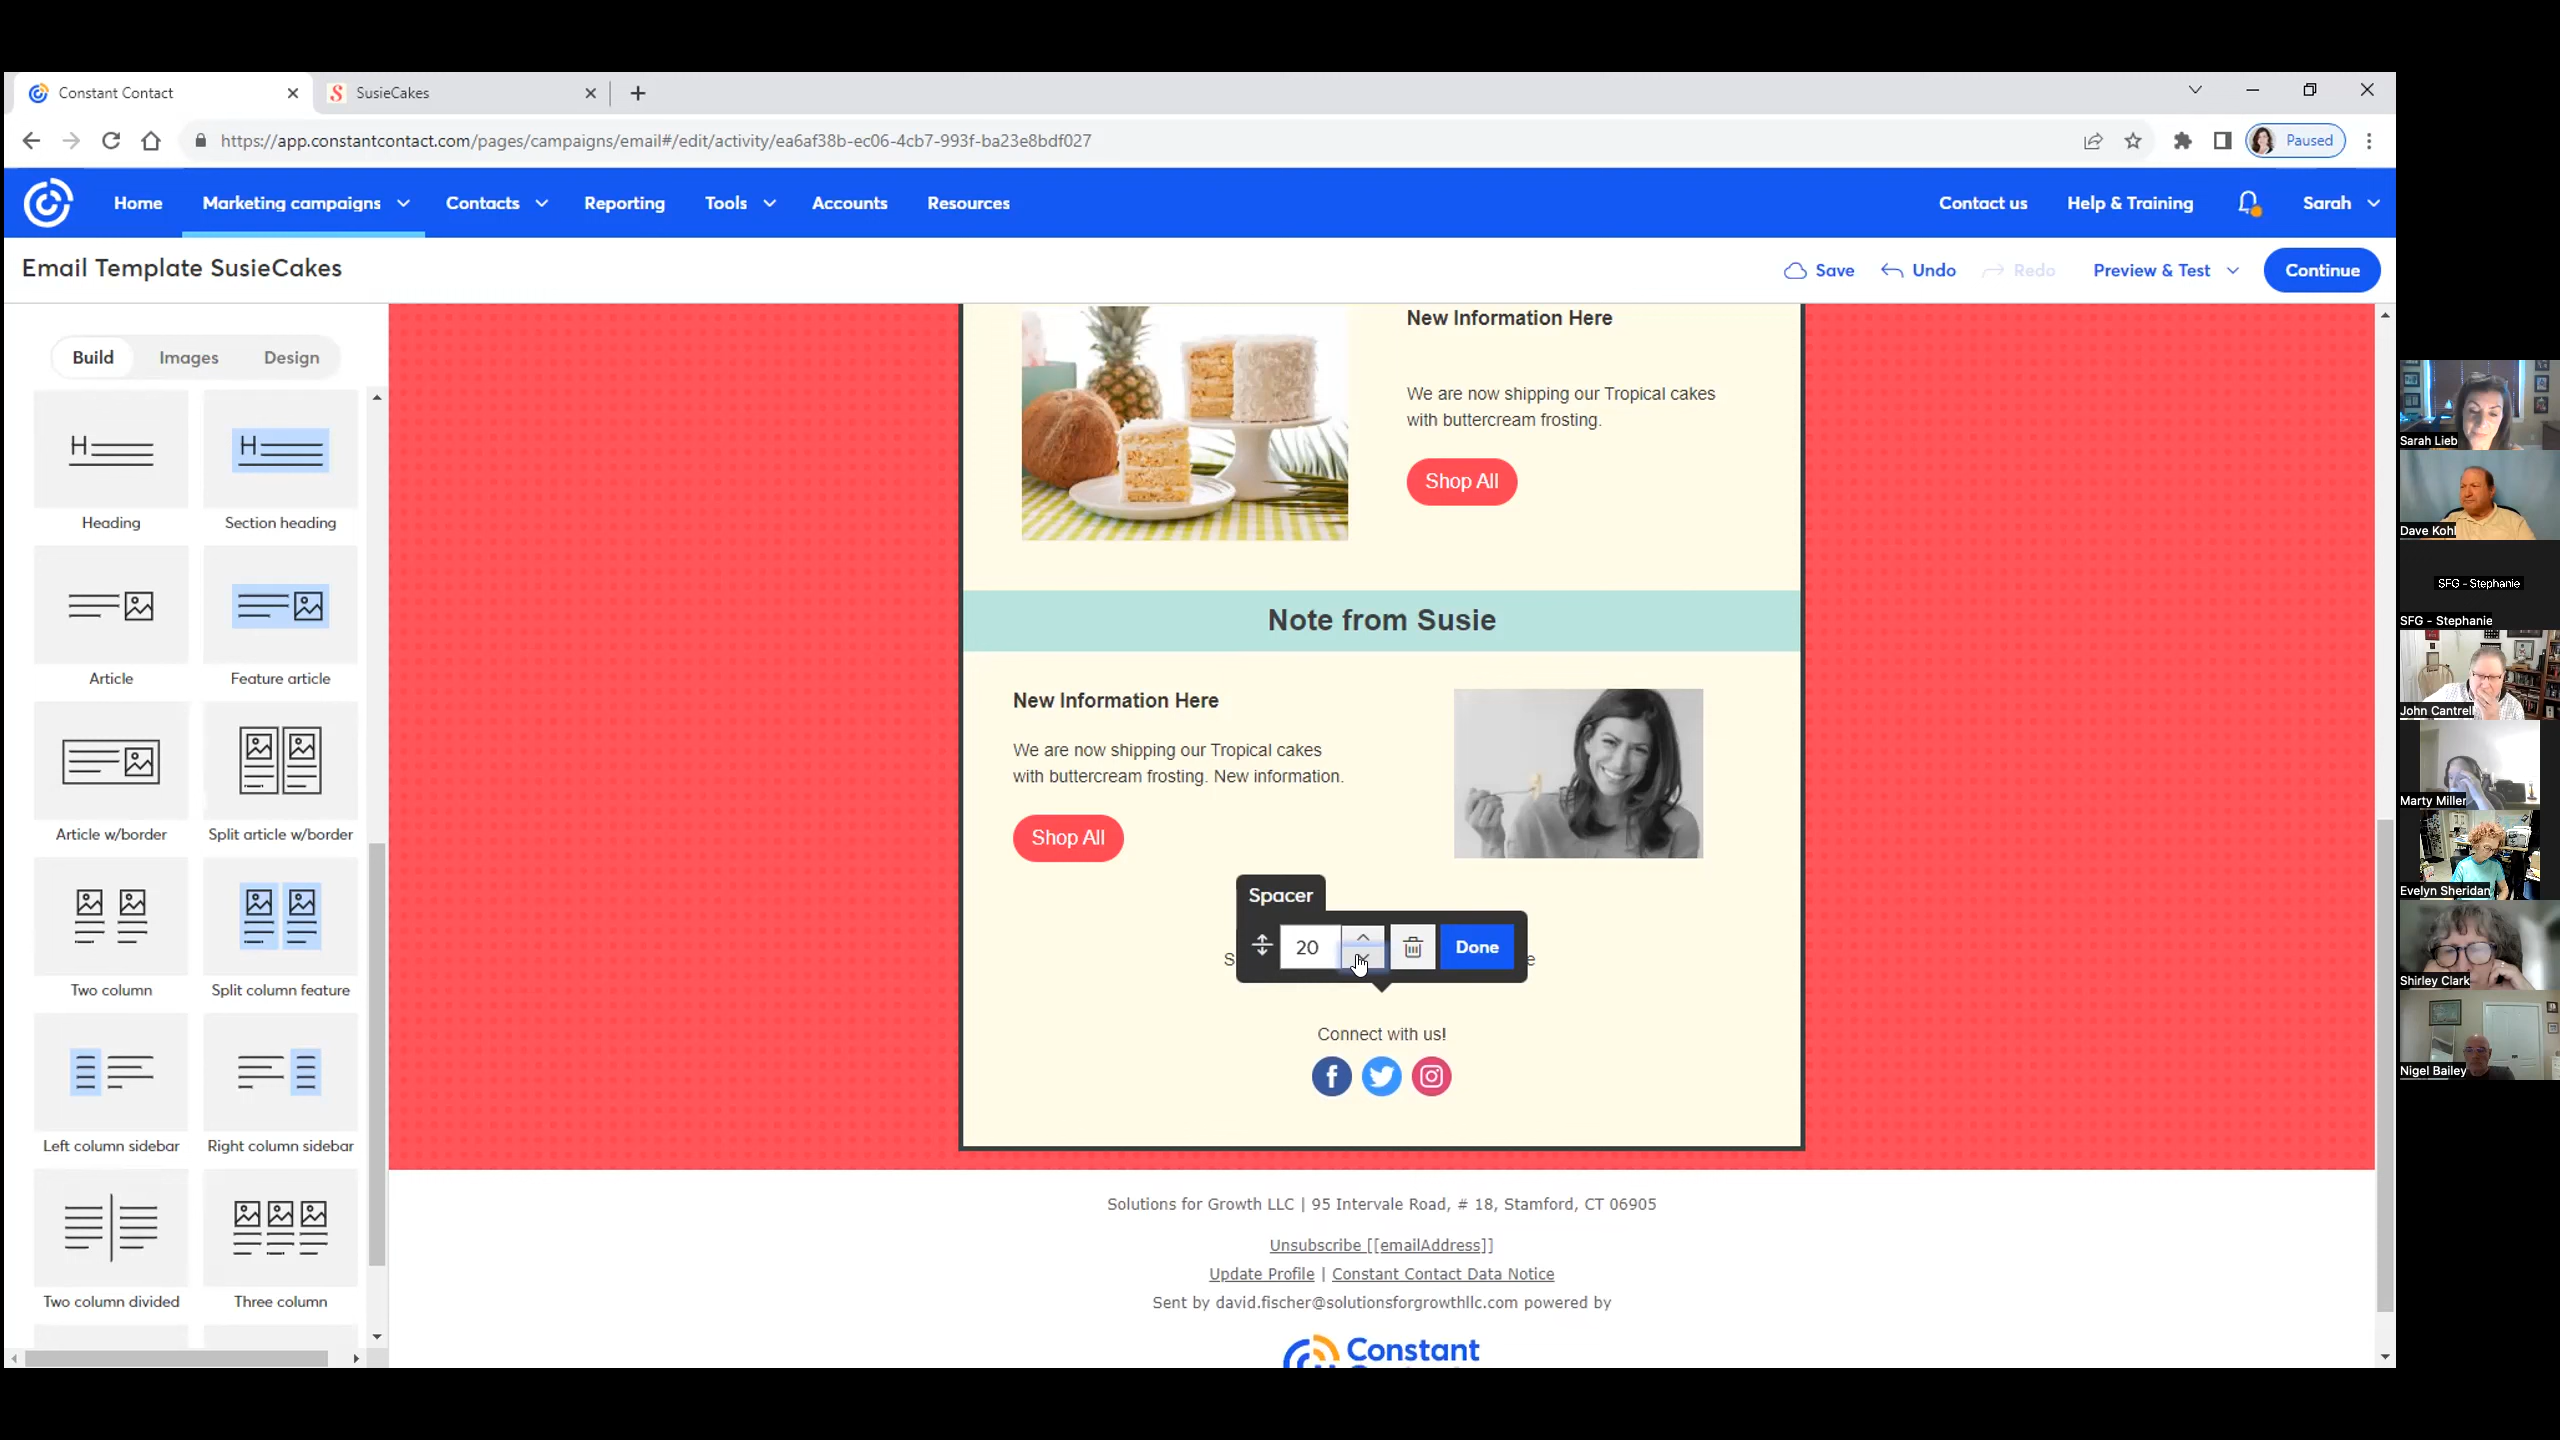 Constant Contact
SusieCakes
https://app.constantcontact.com/pages/campaigns/email#/edit/activity/ea6af38b-ec06-4cb7-993f-ba23e8bdf027
Paused
Home
Marketing campaigns
Contacts
Reporting
Tools
Accounts
Resources
Contact us
Help & Training
Sarah
Email Template SusieCakes
Save
Undo
Redo
Preview & Test
Continue
Build
Images
Design
Heading
Section heading
Article
Feature article
Article w/border
Split article w/border
Two column
Split column feature
Left column sidebar
Right column sidebar
Two column divided
Three column
New Information Here
We are now shipping our Tropical cakes
with buttercream frosting.
Shop All
Note from Susie
New Information Here
We are now shipping our Tropical cakes
with buttercream frosting. New information.
Shop All
Spacer
20
Done
Connect with us!
Solutions for Growth LLC | 95 Intervale Road, # 18, Stamford, CT 06905
Unsubscribe [[emailAddress]]
Update Profile | Constant Contact Data Notice
Sent by david.fischer@solutionsforgrowthllc.com powered by
Constant
Sarah Lieb
Dave Kohl
SFG - Stephanie
SFG - Stephanie
John Cantrell
Marty Miller
Evelyn Sheridan
Shirley Clark
Nigel Bailey